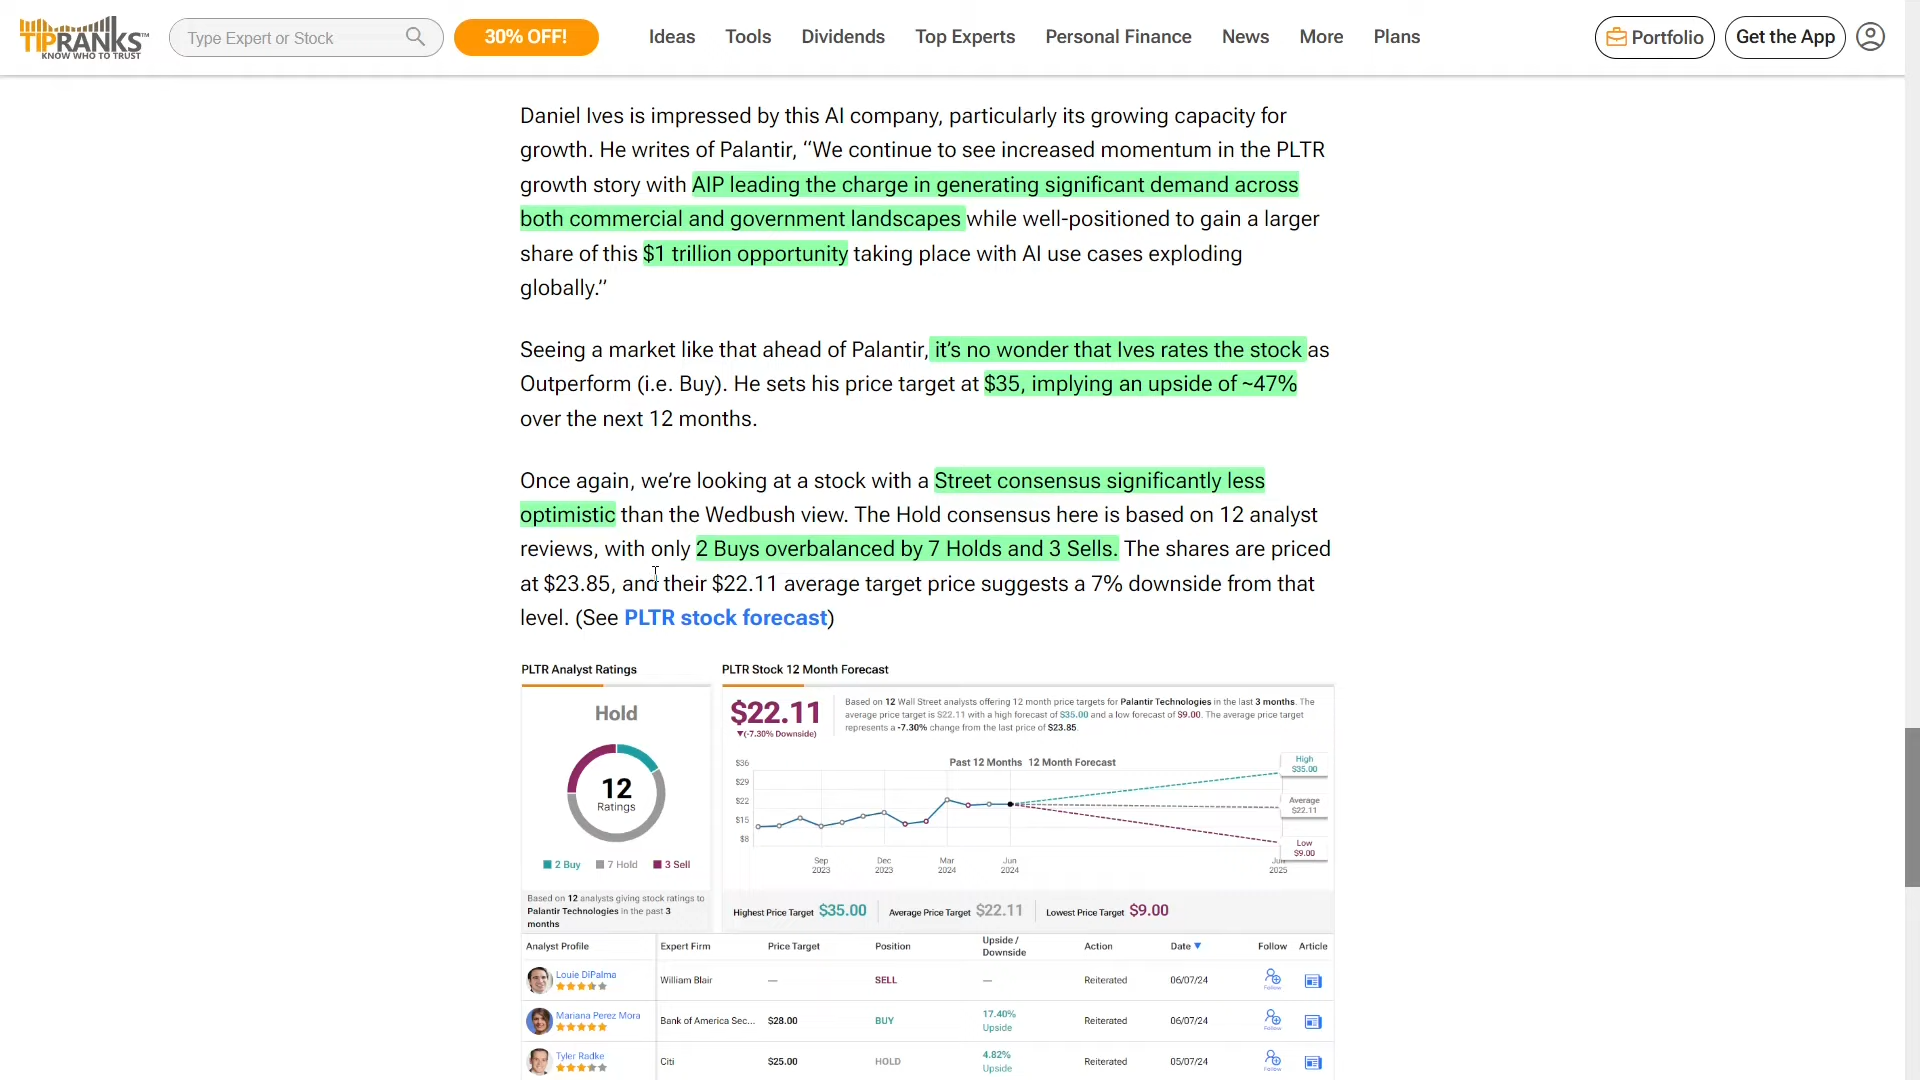 TIPRANKS™
KNOW WHO TO TRUST
Type Expert or Stock
30% OFF!
Ideas Tools Dividends Top Experts Personal Finance News More Plans
Portfolio
Get the App
Daniel Ives is impressed by this AI company, particularly its growing capacity for
growth. He writes of Palantir, “We continue to see increased momentum in the PLTR
growth story with AIP leading the charge in generating significant demand across
both commercial and government landscapes while well-positioned to gain a larger
share of this $1 trillion opportunity taking place with AI use cases exploding
globally.”
Seeing a market like that ahead of Palantir, it’s no wonder that Ives rates the stock as
Outperform (i.e. Buy). He sets his price target at $35, implying an upside of ~47%
over the next 12 months.
Once again, we’re looking at a stock with a Street consensus significantly less
optimistic than the Wedbush view. The Hold consensus here is based on 12 analyst
reviews, with only 2 Buys overbalanced by 7 Holds and 3 Sells. The shares are priced
at $23.85, and their $22.11 average target price suggests a 7% downside from that
level. (See PLTR stock forecast)
PLTR Analyst Ratings
Hold
12
Ratings
2 Buy 7 Hold 3 Sell
Based on 12 analysts giving stock ratings to
Palantir Technologies in the past 3
months
PLTR Stock 12 Month Forecast
$22.11
▼(-7.30% Downside)
Based on 12 Wall Street analysts offering 12 month price targets for Palantir Technologies in the last 3 months. The
average price target is $22.11 with a high forecast of $35.00 and a low forecast of $9.00. The average price target
represents a -7.30% change from the last price of $23.85.
Past 12 Months 12 Month Forecast
$36
$29
$22
$15
$8
Sep 2023
Dec 2023
Mar 2024
Jun 2024
2025
High
$35.00
Average
$22.11
Low
$9.00
Highest Price Target $35.00 Average Price Target $22.11 Lowest Price Target $9.00
Analyst Profile Expert Firm Price Target Position Upside / Downside Action Date ▼ Follow Article
Louie DiPalma William Blair — SELL — Reiterated 06/07/24 Follow
Mariana Perez Mora Bank of America Sec... $28.00 BUY 17.40% Upside Reiterated 06/07/24 Follow
Tyler Radke Citi $25.00 HOLD 4.82% Upside Reiterated 05/07/24 Follow